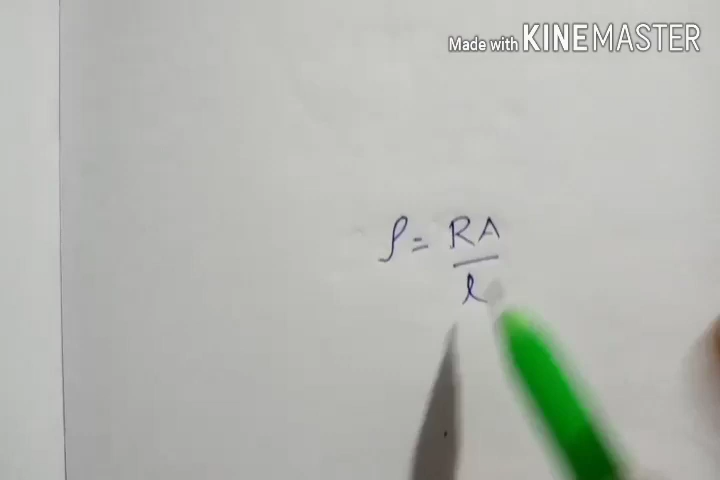 Made with KINEMASTER
ρ = RA
l